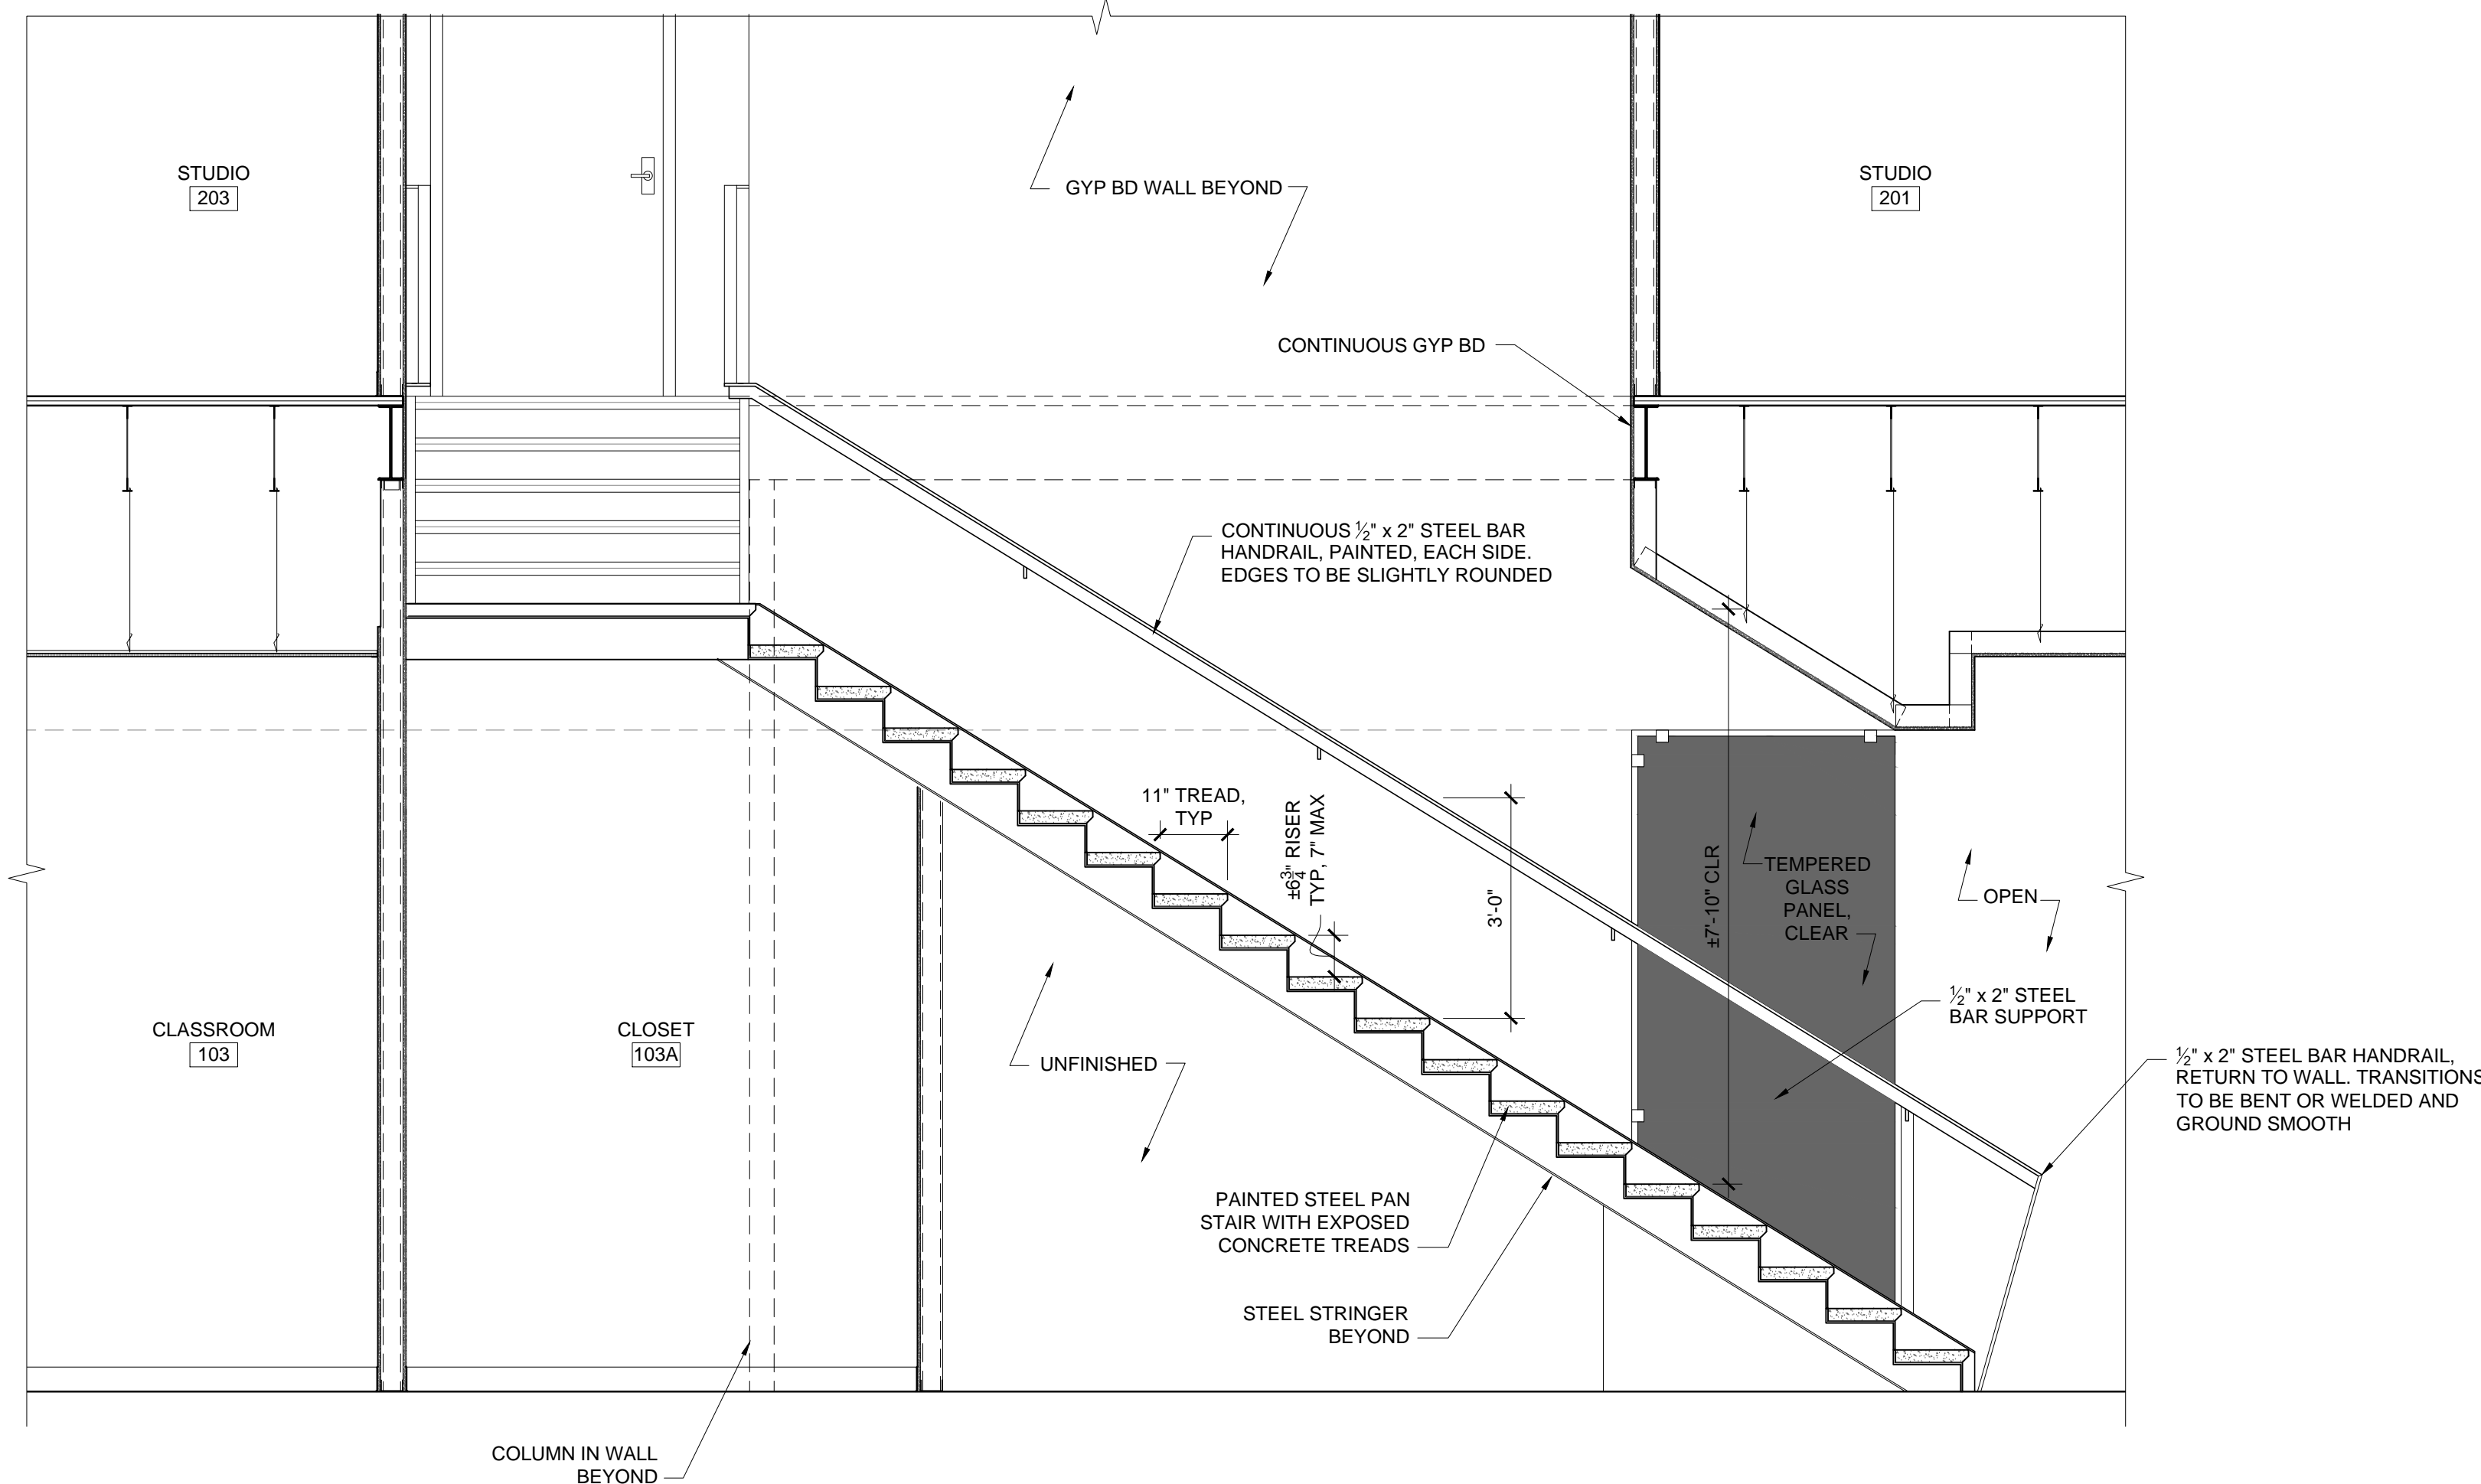 STUDIO
203
GYP BD WALL BEYOND
STUDIO
201
CONTINUOUS GYP BD
CONTINUOUS ½" x 2" STEEL BAR
HANDRAIL, PAINTED, EACH SIDE.
EDGES TO BE SLIGHTLY ROUNDED
11" TREAD,
TYP
±6¾" RISER
TYP, 7" MAX
3'-0"
±7'-10" CLR
TEMPERED
GLASS
PANEL,
CLEAR
OPEN
½" x 2" STEEL
BAR SUPPORT
CLASSROOM
103
CLOSET
103A
UNFINISHED
½" x 2" STEEL BAR HANDRAIL,
RETURN TO WALL. TRANSITIONS
TO BE BENT OR WELDED AND
GROUND SMOOTH
PAINTED STEEL PAN
STAIR WITH EXPOSED
CONCRETE TREADS
STEEL STRINGER
BEYOND
COLUMN IN WALL
BEYOND